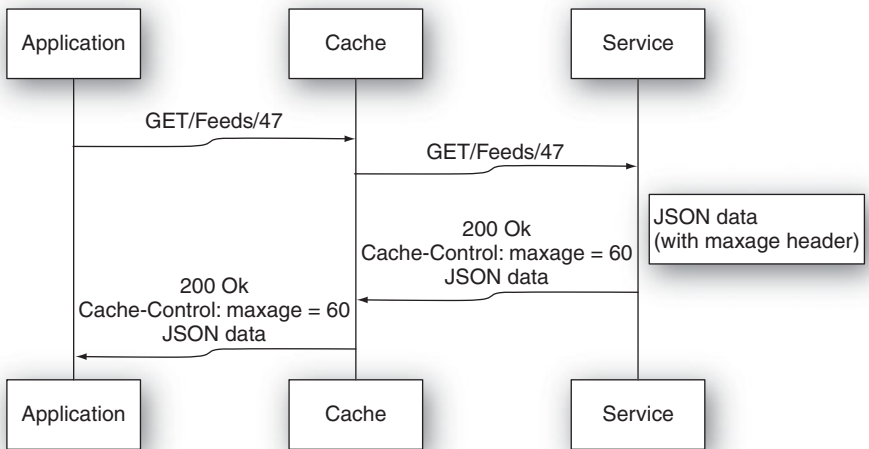 Application
Cache
Service
GET/Feeds/47
GET/Feeds/47
JSON data
(with maxage header)
200 Ok
Cache-Control: maxage = 60
JSON data
200 Ok
Cache-Control: maxage = 60
JSON data
Application
Cache
Service